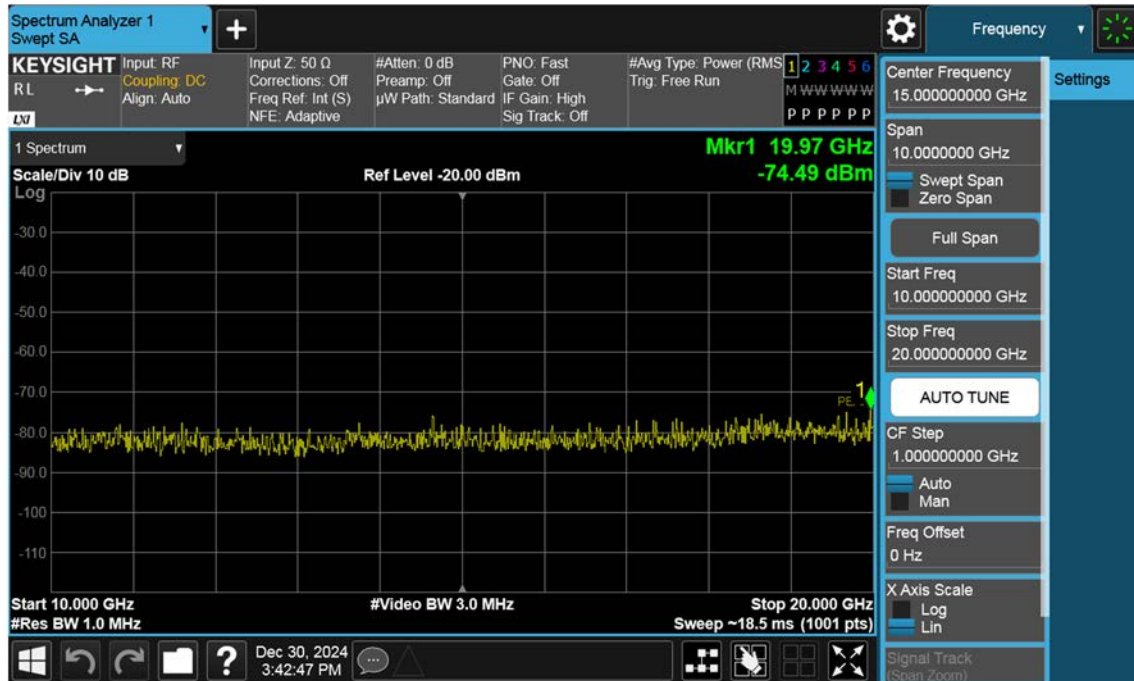 Spectrum Analyzer 1
Swept SA
Frequency
KEYSIGHT
RL
LXI
Input: RF
Coupling: DC
Align: Auto
Input Z: 50 Ω
Corrections: Off
Freq Ref: Int (S)
NFE: Adaptive
#Atten: 0 dB
Preamp: Off
µW Path: Standard
PNO: Fast
Gate: Off
IF Gain: High
Sig Track: Off
#Avg Type: Power (RMS
Trig: Free Run
1 2 3 4 5 6
M W W W W W
P P P P P P
1 Spectrum
Scale/Div 10 dB
Log
Ref Level -20.00 dBm
Mkr1 19.97 GHz
-74.49 dBm
-30.0
-40.0
-50.0
-60.0
-70.0
-80.0
-90.0
-100
-110
1
Start 10.000 GHz
#Res BW 1.0 MHz
#Video BW 3.0 MHz
Stop 20.000 GHz
Sweep ~18.5 ms (1001 pts)
?
Dec 30, 2024
3:42:47 PM
Center Frequency
15.000000000 GHz
Span
10.0000000 GHz
Swept Span
Zero Span
Full Span
Start Freq
10.000000000 GHz
Stop Freq
20.000000000 GHz
AUTO TUNE
CF Step
1.000000000 GHz
Auto
Man
Freq Offset
0 Hz
X Axis Scale
Log
Lin
Signal Track
(Span Zoom)
Settings